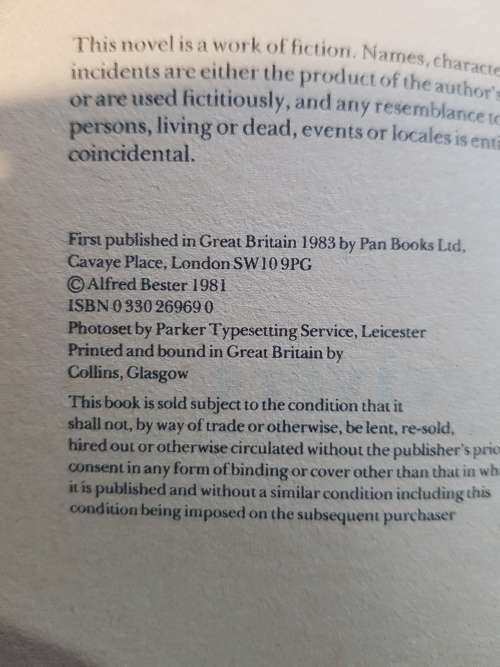 This novel is a work of fiction. Names, characte
incidents are either the product of the author's
or are used fictitiously, and any resemblance to
persons, living or dead, events or locales is enti
coincidental.
First published in Great Britain 1983 by Pan Books Ltd,
Cavaye Place, London SW10 9PG
© Alfred Bester 1981
ISBN 0 330 26969 0
Photoset by Parker Typesetting Service, Leicester
Printed and bound in Great Britain by
Collins, Glasgow
This book is sold subject to the condition that it
shall not, by way of trade or otherwise, be lent, re-sold,
hired out or otherwise circulated without the publisher's prio
consent in any form of binding or cover other than that in wh
it is published and without a similar condition including this
condition being imposed on the subsequent purchaser